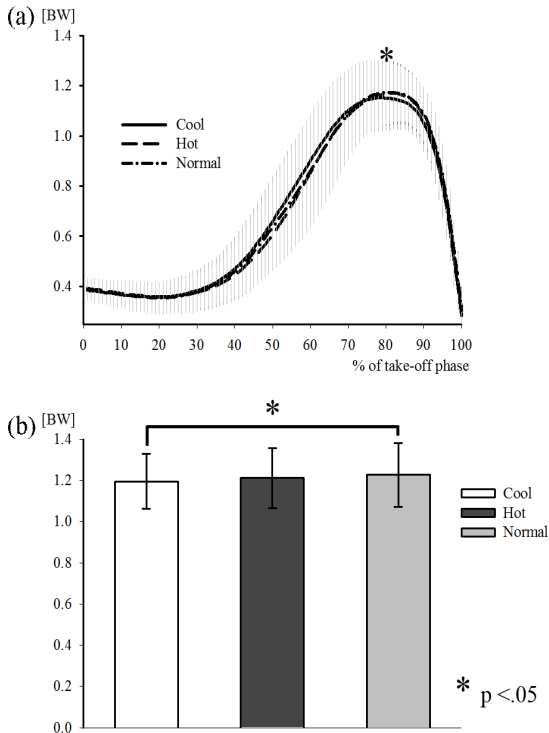 (a)
[BW]
1.4
1.2
1.0
0.8
0.6
0.4
*
Cool
Hot
Normal
0 10 20 30 40 50 60 70 80 90 100
% of take-off phase
(b)
[BW]
1.4
1.2
1.0
0.8
0.6
0.4
0.2
0.0
*
Cool
Hot
Normal
* p <.05